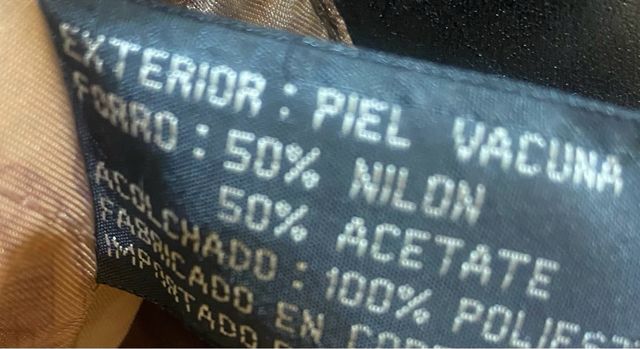 EXTERIOR : PIEL VACUNA
FORRO : 50% NILON
50% ACETATE
ACOLCHADO : 100%
FABRICADO EN
IMPORTADO